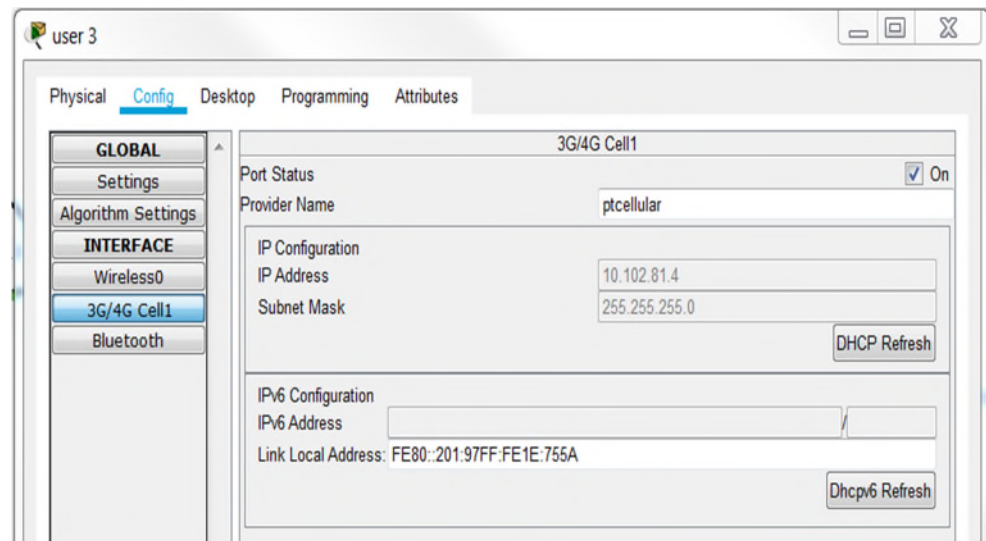 user 3
Physical Config Desktop Programming Attributes
GLOBAL
Settings
Algorithm Settings
INTERFACE
Wireless0
3G/4G Cell1
Bluetooth
3G/4G Cell1
Port Status On
Provider Name ptcellular
IP Configuration
IP Address 10.102.81.4
Subnet Mask 255.255.255.0
DHCP Refresh
IPv6 Configuration
IPv6 Address /
Link Local Address: FE80::201:97FF:FE1E:755A
Dhcpv6 Refresh